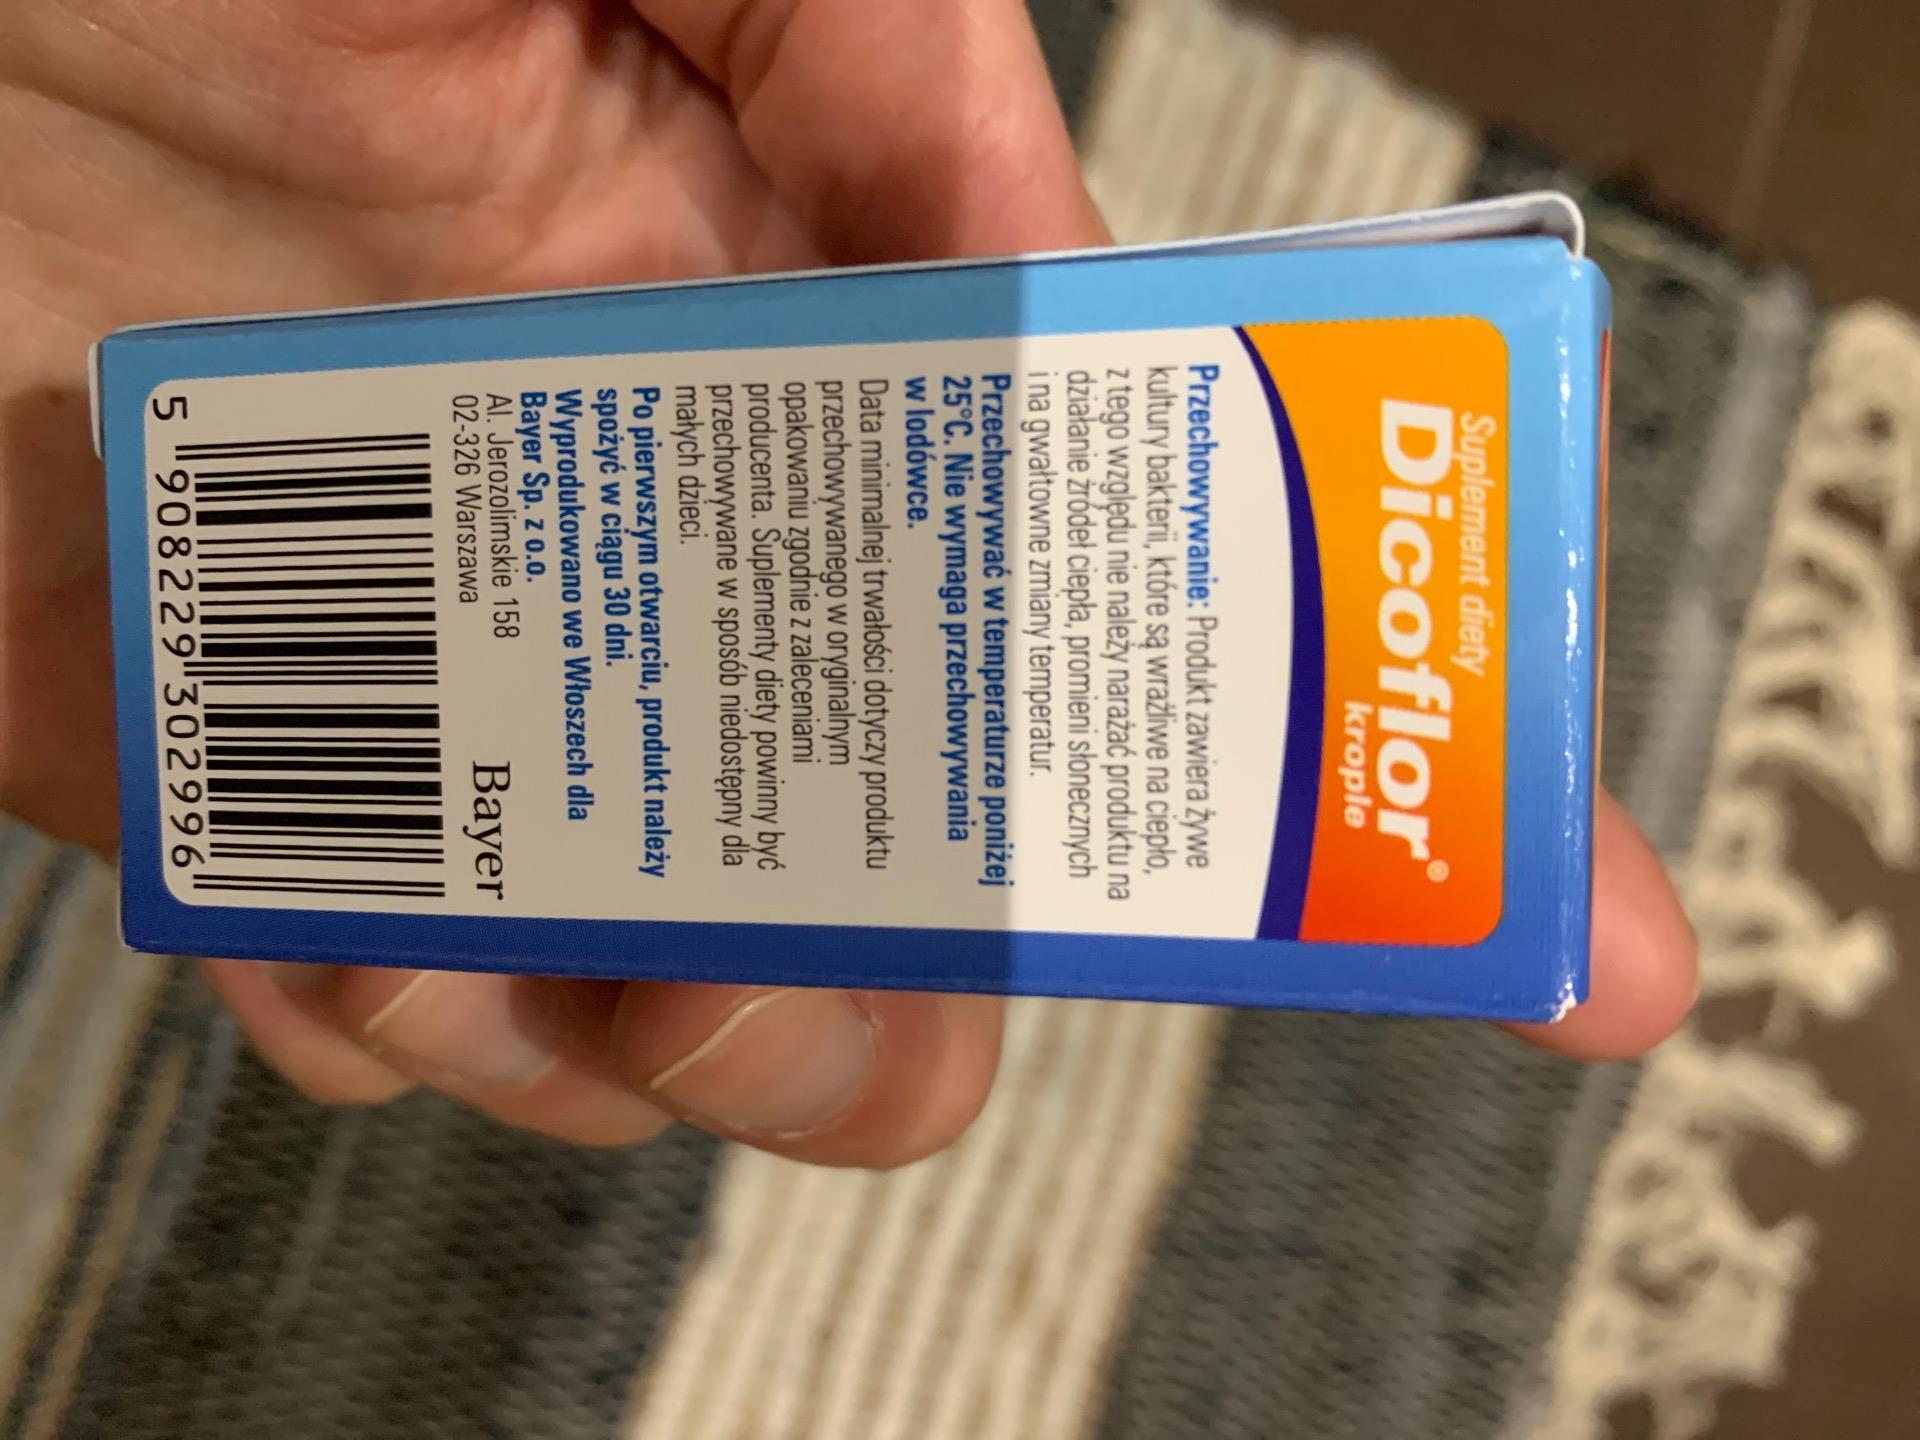 Suplement diety
Dicoflor®
krople
Przechowywanie: Produkt zawiera żywe
kultury bakterii, które są wrażliwe na ciepło,
z tego względu nie należy narażać produktu na
działanie źródeł ciepła, promieni słonecznych
i na gwałtowne zmiany temperatur.
Przechowywać w temperaturze poniżej
25°C. Nie wymaga przechowywania
w lodówce.
Data minimalnej trwałości dotyczy produktu
przechowywanego w oryginalnym
opakowaniu zgodnie z zaleceniami
producenta. Suplementy diety powinny być
przechowywane w sposób niedostępny dla
małych dzieci.
Po pierwszym otwarciu, produkt należy
spożyć w ciągu 30 dni.
Wyprodukowano we Włoszech dla
Bayer Sp. z o.o.
Al. Jerozolimskie 158
02-326 Warszawa
Bayer
5 908229 302996